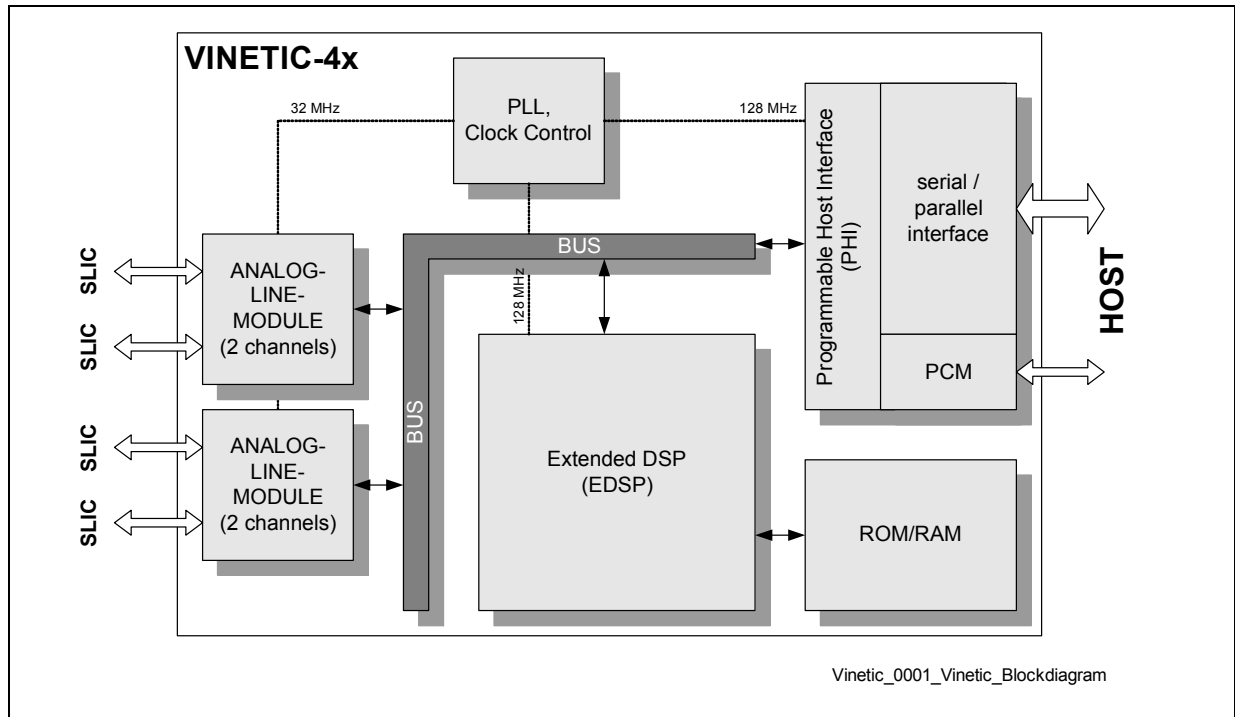 VINETIC-4x
32 MHz
PLL,
Clock Control
128 MHz
Programmable Host Interface
(PHI)
serial /
parallel
interface
PCM
HOST
SLIC
SLIC
ANALOG-
LINE-
MODULE
(2 channels)
BUS
128 MHz
BUS
SLIC
SLIC
ANALOG-
LINE-
MODULE
(2 channels)
Extended DSP
(EDSP)
ROM/RAM
Vinetic_0001_Vinetic_Blockdiagram